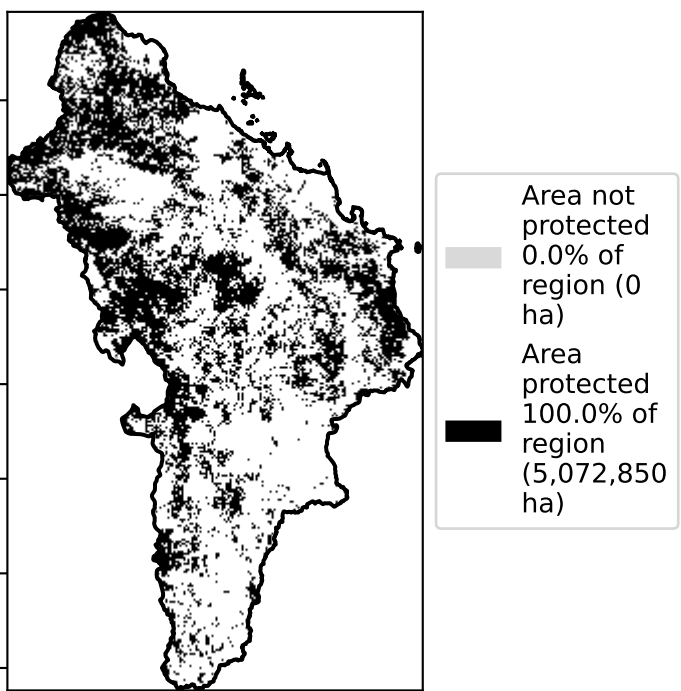 Area not
protected
0.0% of
region (0
ha)
Area
protected
100.0% of
region
(5,072,850
ha)